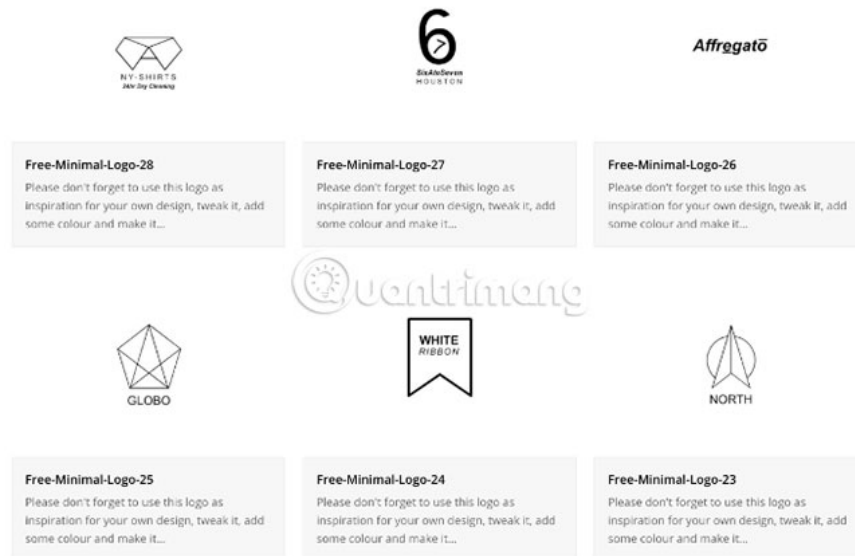 NY-SHIRTS
24hr Dry Cleaning
6
SixAteSeven
HOUSTON
Affregatō
Free-Minimal-Logo-28
Please don't forget to use this logo as
inspiration for your own design, tweak it, add
some colour and make it...
Free-Minimal-Logo-27
Please don't forget to use this logo as
inspiration for your own design, tweak it, add
some colour and make it...
Free-Minimal-Logo-26
Please don't forget to use this logo as
inspiration for your own design, tweak it, add
some colour and make it...
Quantrimang
GLOBO
WHITE
RIBBON
NORTH
Free-Minimal-Logo-25
Please don't forget to use this logo as
inspiration for your own design, tweak it, add
some colour and make it...
Free-Minimal-Logo-24
Please don't forget to use this logo as
inspiration for your own design, tweak it, add
some colour and make it...
Free-Minimal-Logo-23
Please don't forget to use this logo as
inspiration for your own design, tweak it, add
some colour and make it...